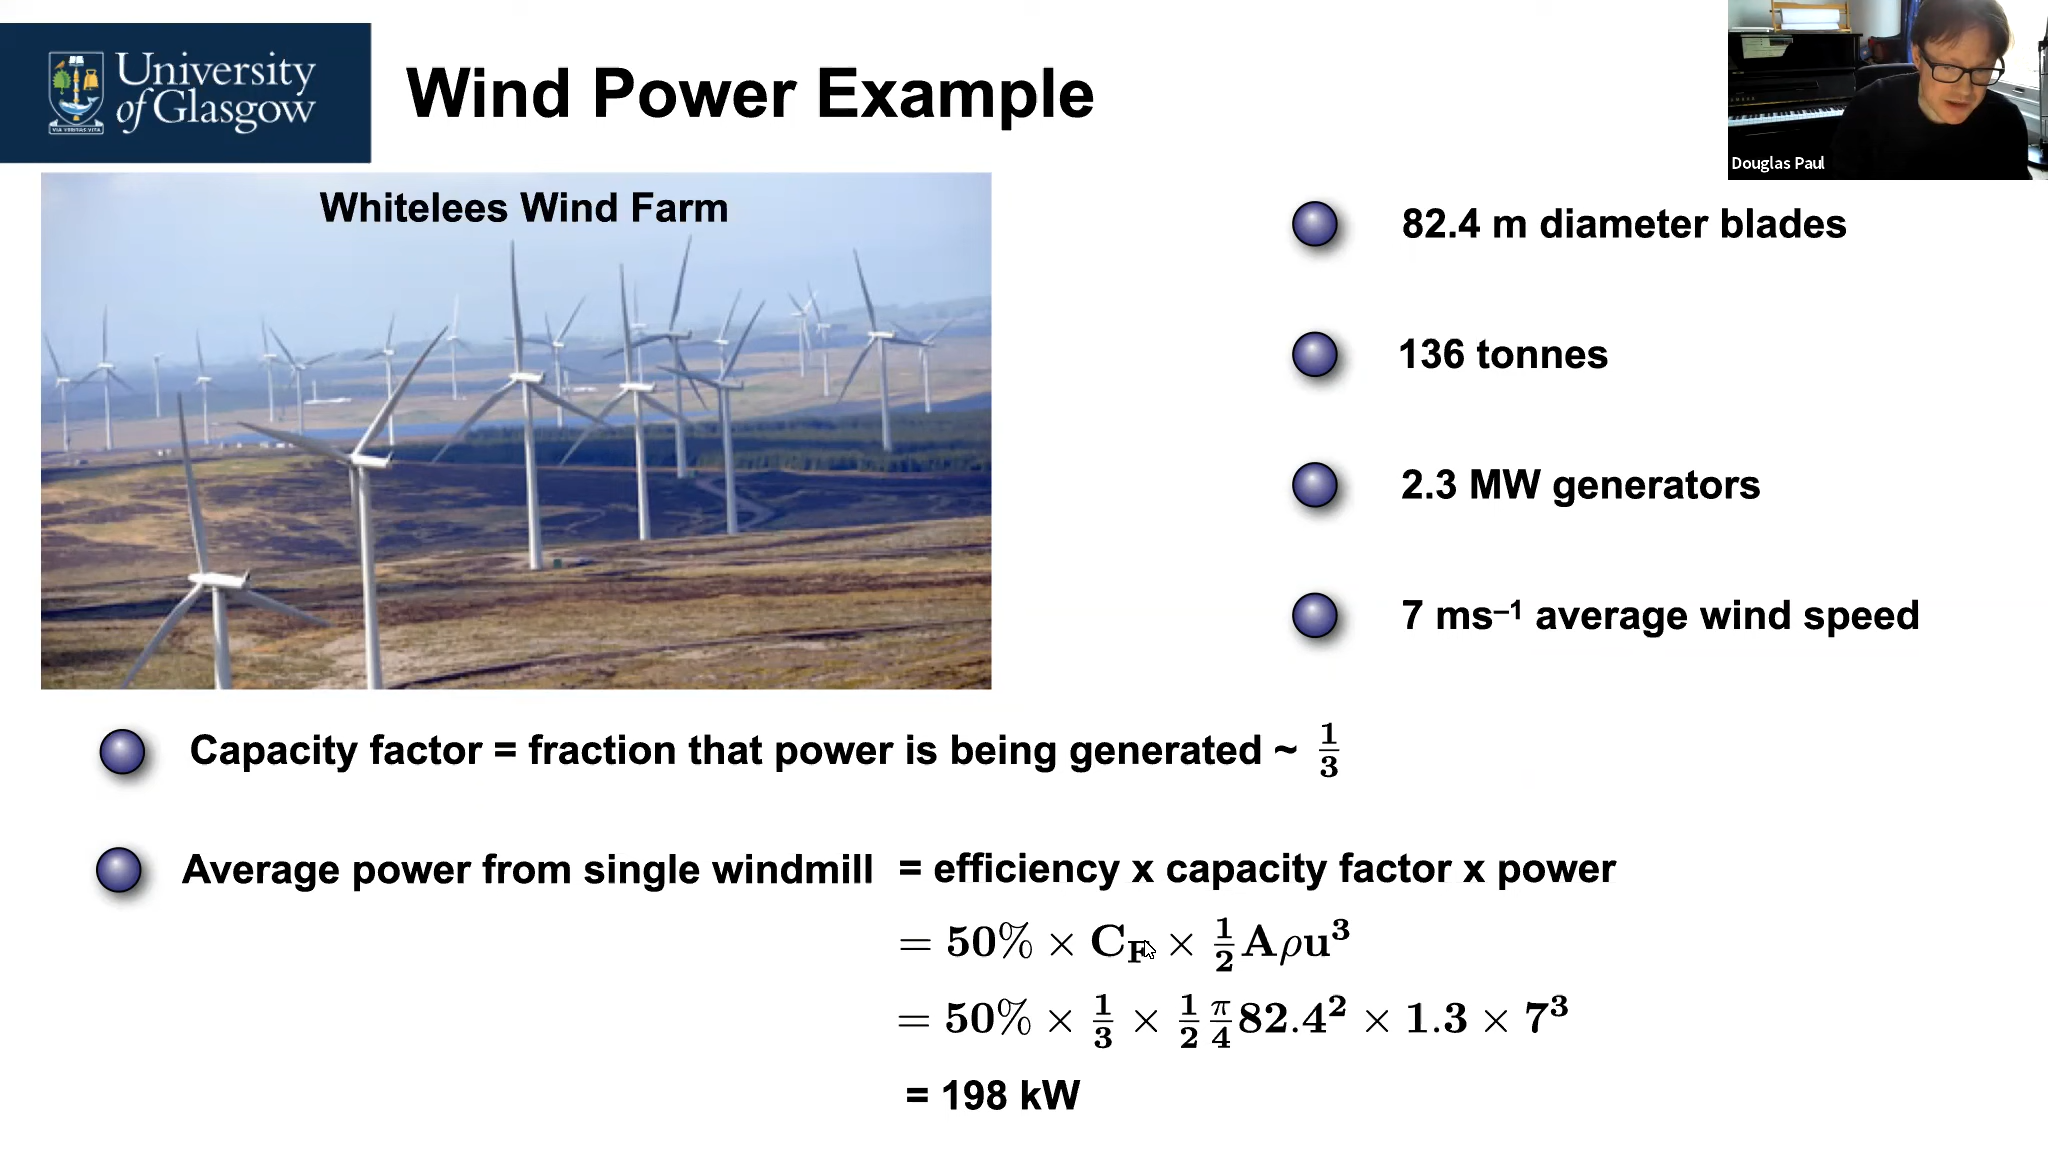 University
of Glasgow
VIA VERITAS VITA
Wind Power Example
Douglas Paul
Whitelees Wind Farm
82.4 m diameter blades
136 tonnes
2.3 MW generators
7 ms⁻¹ average wind speed
Capacity factor = fraction that power is being generated ~ 1/3
Average power from single windmill = efficiency x capacity factor x power
= 50% × C_F × 1/2 Aρu³
= 50% × 1/3 × 1/2 π/4 82.4² × 1.3 × 7³
= 198 kW